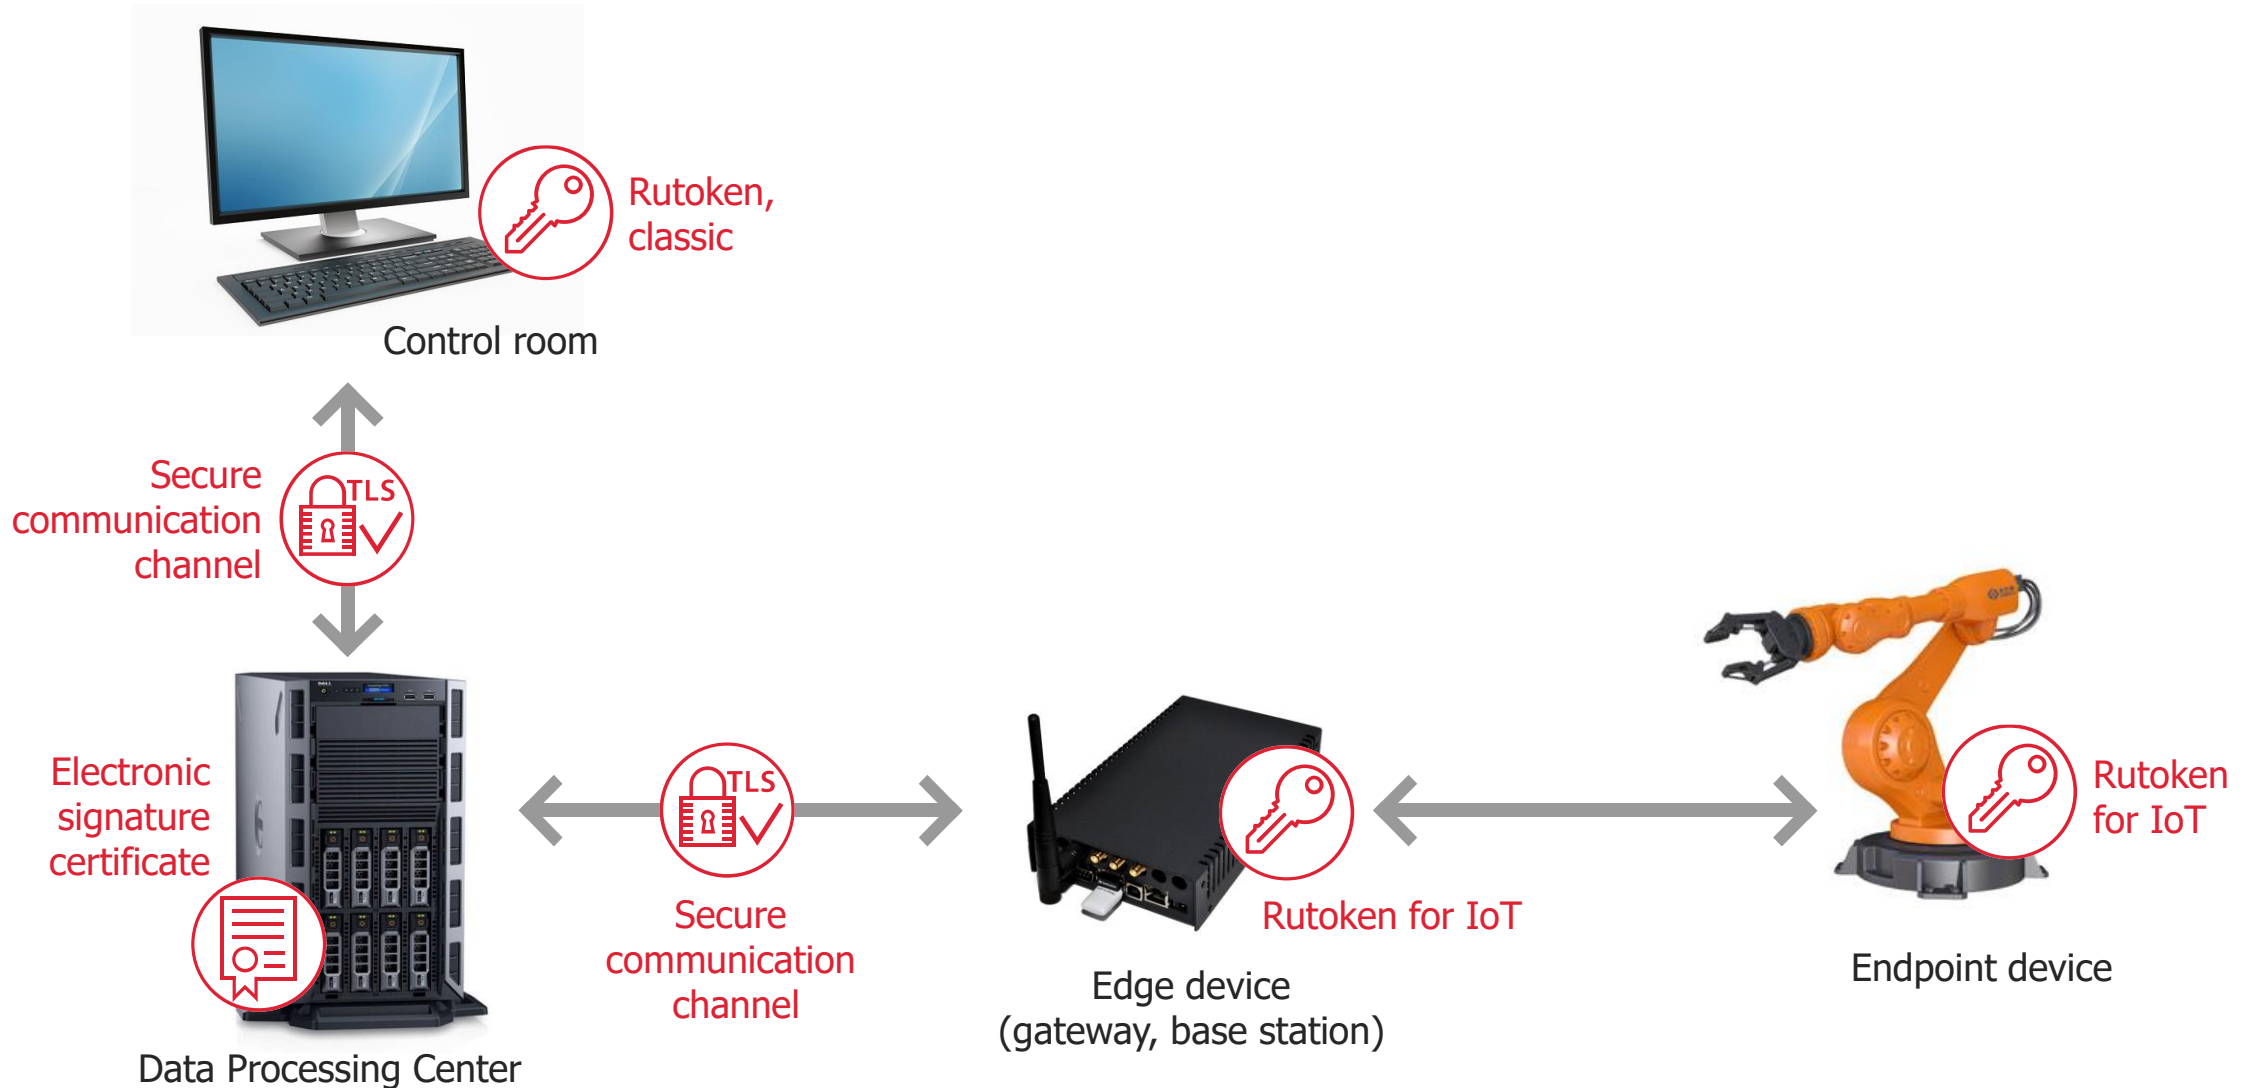 Rutoken,
classic
Control room
Secure
communication
channel
TLS
DELL
Electronic
signature
certificate
Data Processing Center
TLS
Secure
communication
channel
Rutoken for IoT
Edge device
(gateway, base station)
Rutoken
for IoT
Endpoint device